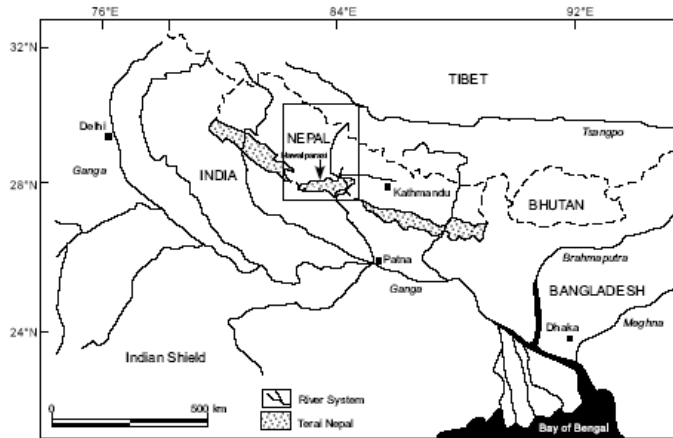 76°E
84°E
92°E
32°N
TIBET
Delhi
Tsangpo
NEPAL
Nawalparasi
Ganga
INDIA
28°N
Kathmandu
BHUTAN
Patna
Brahmaputra
Ganga
BANGLADESH
24°N
Dhaka
Meghna
Indian Shield
River System
0
500 km
Terai Nepal
Bay of Bengal